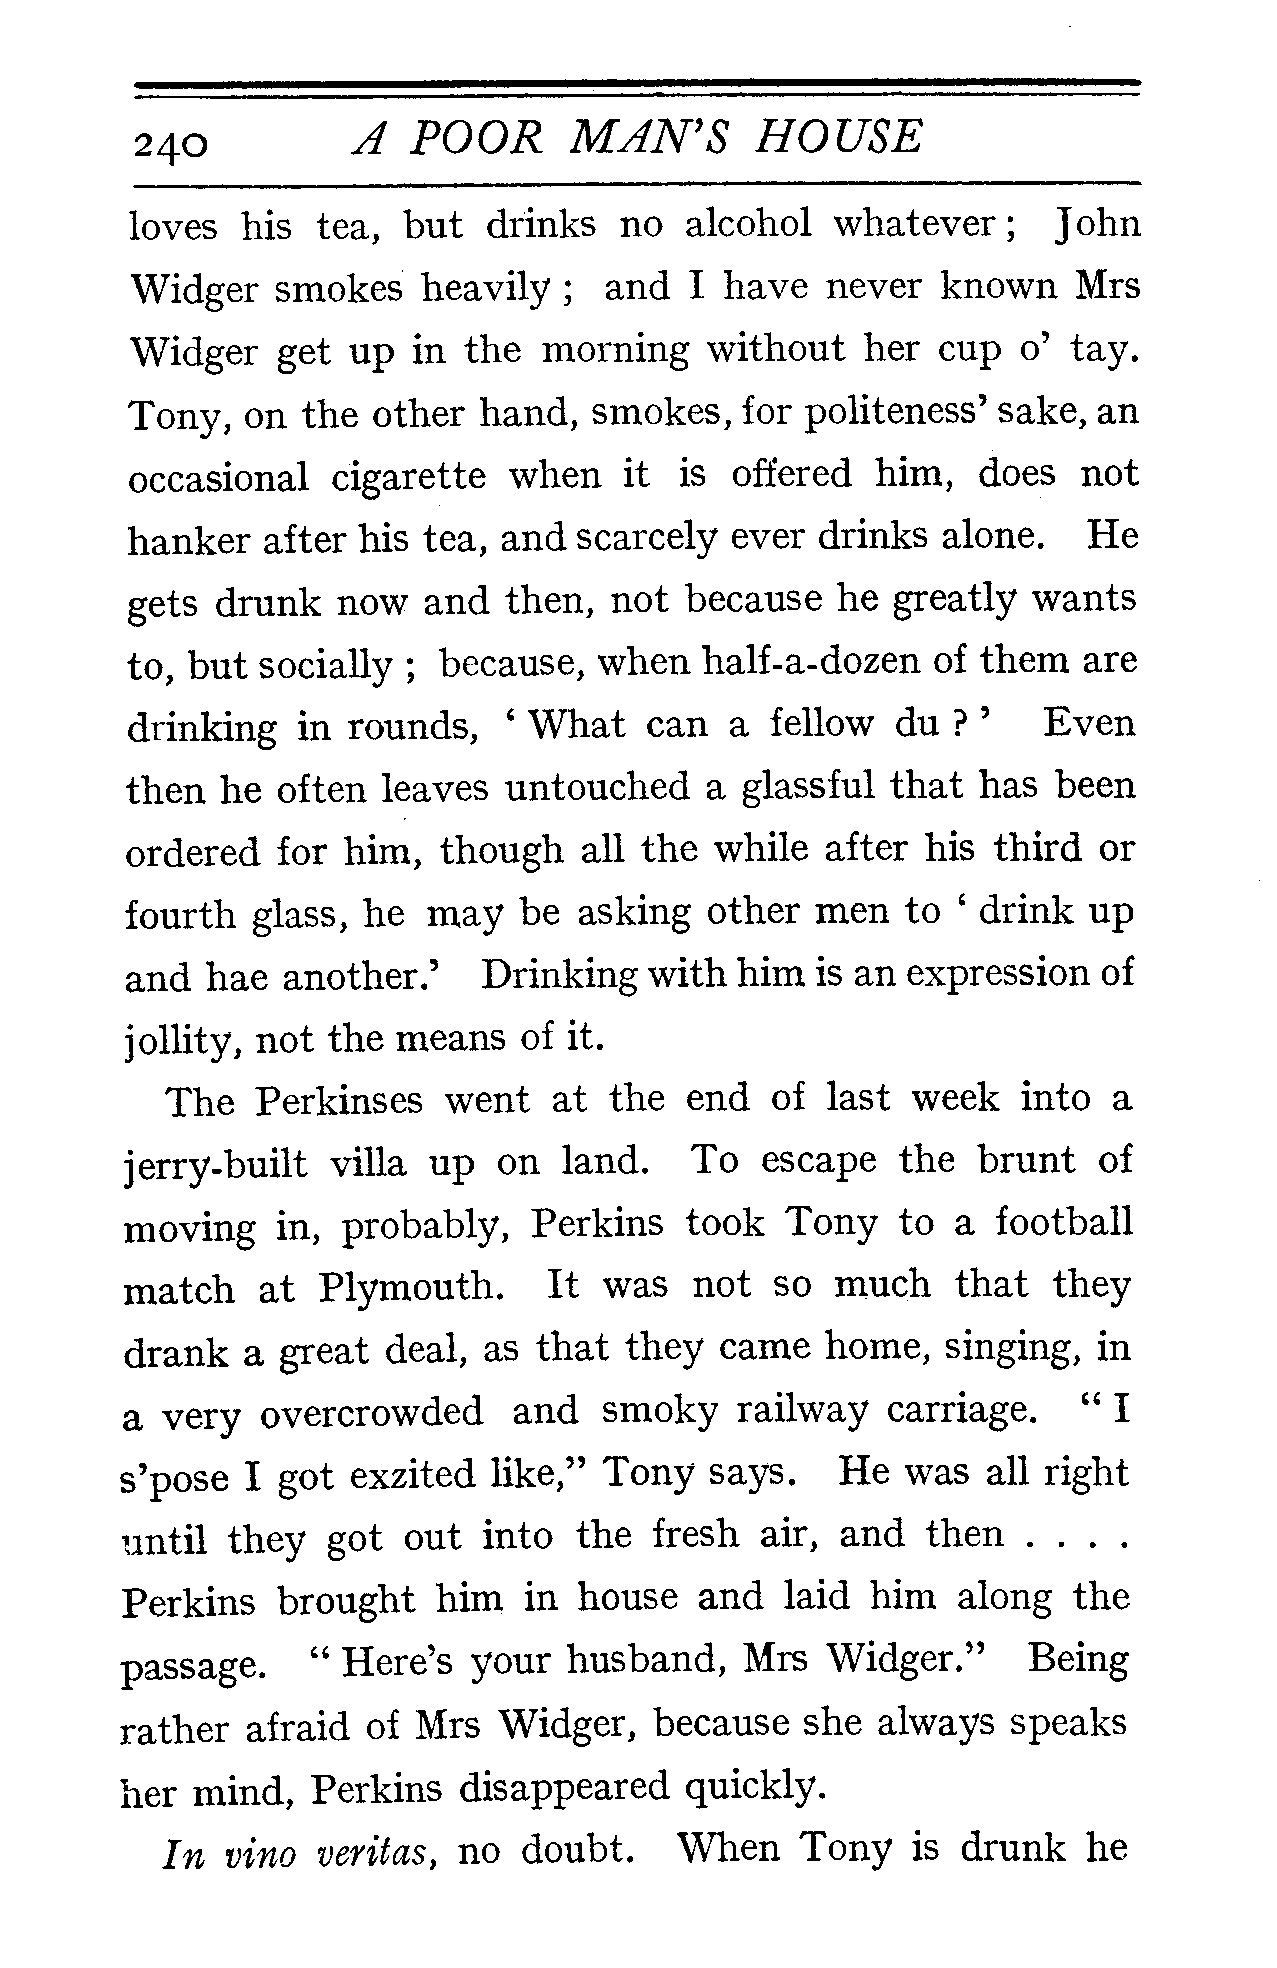 240 A POOR MAN'S HOUSE
loves his tea, but drinks no alcohol whatever ; John
Widger smokes heavily ; and I have never known Mrs
Widger get up in the morning without her cup o' tay.
Tony, on the other hand, smokes, for politeness' sake, an
occasional cigarette when it is offered him, does not
hanker after his tea, and scarcely ever drinks alone. He
gets drunk now and then, not because he greatly wants
to, but socially ; because, when half-a-dozen of them are
drinking in rounds, ‘ What can a fellow du ? ’ Even
then he often leaves untouched a glassful that has been
ordered for him, though all the while after his third or
fourth glass, he may be asking other men to ‘ drink up
and hae another.’ Drinking with him is an expression of
jollity, not the means of it.
The Perkinses went at the end of last week into a
jerry-built villa up on land. To escape the brunt of
moving in, probably, Perkins took Tony to a football
match at Plymouth. It was not so much that they
drank a great deal, as that they came home, singing, in
a very overcrowded and smoky railway carriage. “ I
s'pose I got exzited like,” Tony says. He was all right
until they got out into the fresh air, and then . . . .
Perkins brought him in house and laid him along the
passage. “ Here's your husband, Mrs Widger.” Being
rather afraid of Mrs Widger, because she always speaks
her mind, Perkins disappeared quickly.
In vino veritas, no doubt. When Tony is drunk he